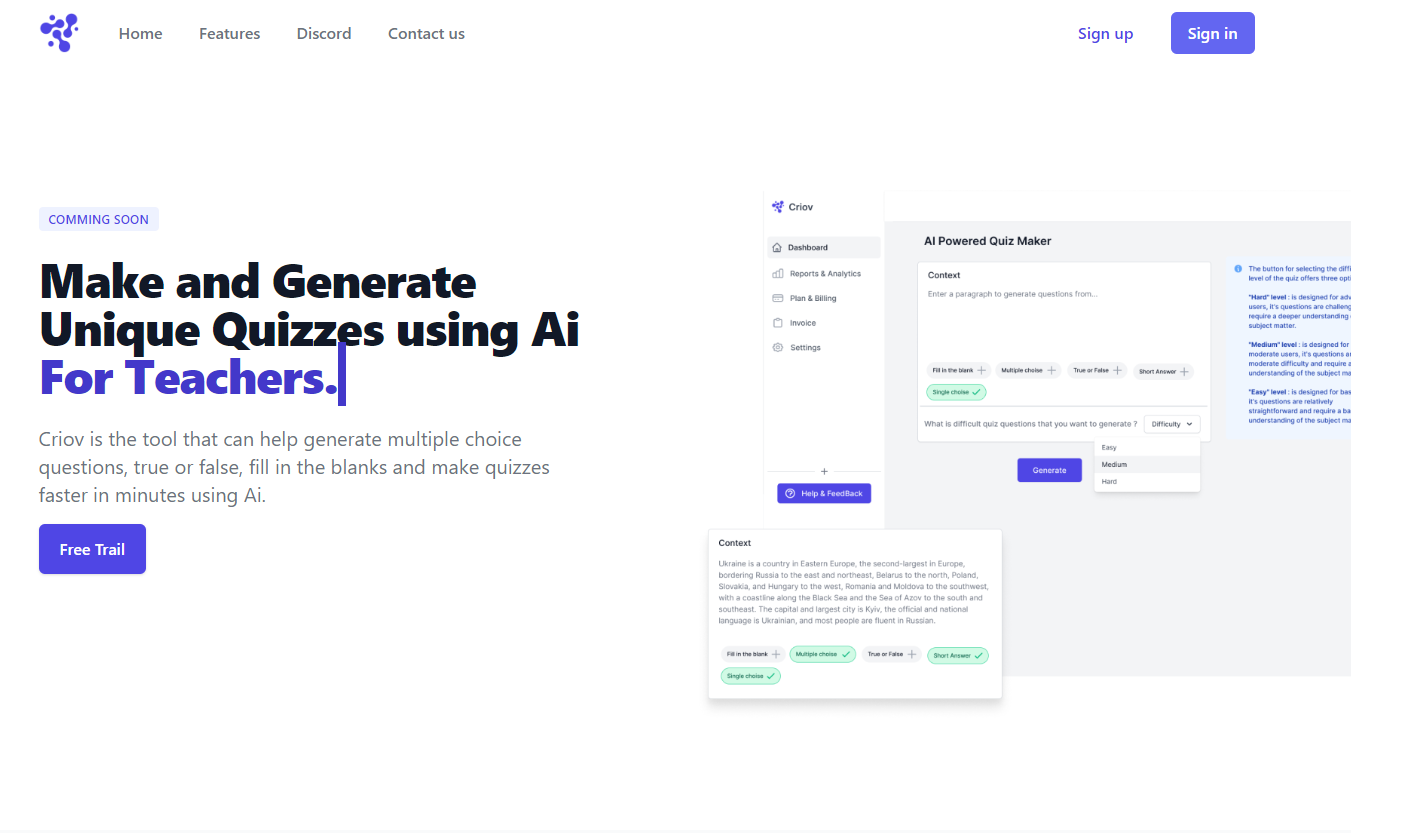 Home Features Discord Contact us Sign up Sign in
COMMING SOON
Make and Generate
Unique Quizzes using Ai
For Teachers.
Criov is the tool that can help generate multiple choice
questions, true or false, fill in the blanks and make quizzes
faster in minutes using Ai.
Free Trail
Criov
Dashboard
Reports & Analytics
Plan & Billing
Invoice
Settings
Help & FeedBack
AI Powered Quiz Maker
Context
Enter a paragraph to generate questions from...
Fill in the blank Multiple choise True or False Short Answer
Single choise
What is difficult quiz questions that you want to generate ? Difficulty
Easy
Medium
Hard
Generate
The button for selecting the diffi
level of the quiz offers three opti
"Hard" level : is designed for adv
users, it's questions are challeng
require a deeper understanding
subject matter.
"Medium" level : is designed for
moderate users, it's questions a
moderate difficulty and require a
understanding of the subject ma
"Easy" level : is designed for bas
it's questions are relatively
straightforward and require a ba
understanding of the subject ma
Context
Ukraine is a country in Eastern Europe, the second-largest in Europe,
bordering Russia to the east and northeast, Belarus to the north, Poland,
Slovakia, and Hungary to the west, Romania and Moldova to the southwest,
with a coastline along the Black Sea and the Sea of Azov to the south and
southeast. The capital and largest city is Kyiv, the official and national
language is Ukrainian, and most people are fluent in Russian.
Fill in the blank Multiple choise True or False Short Answer
Single choise